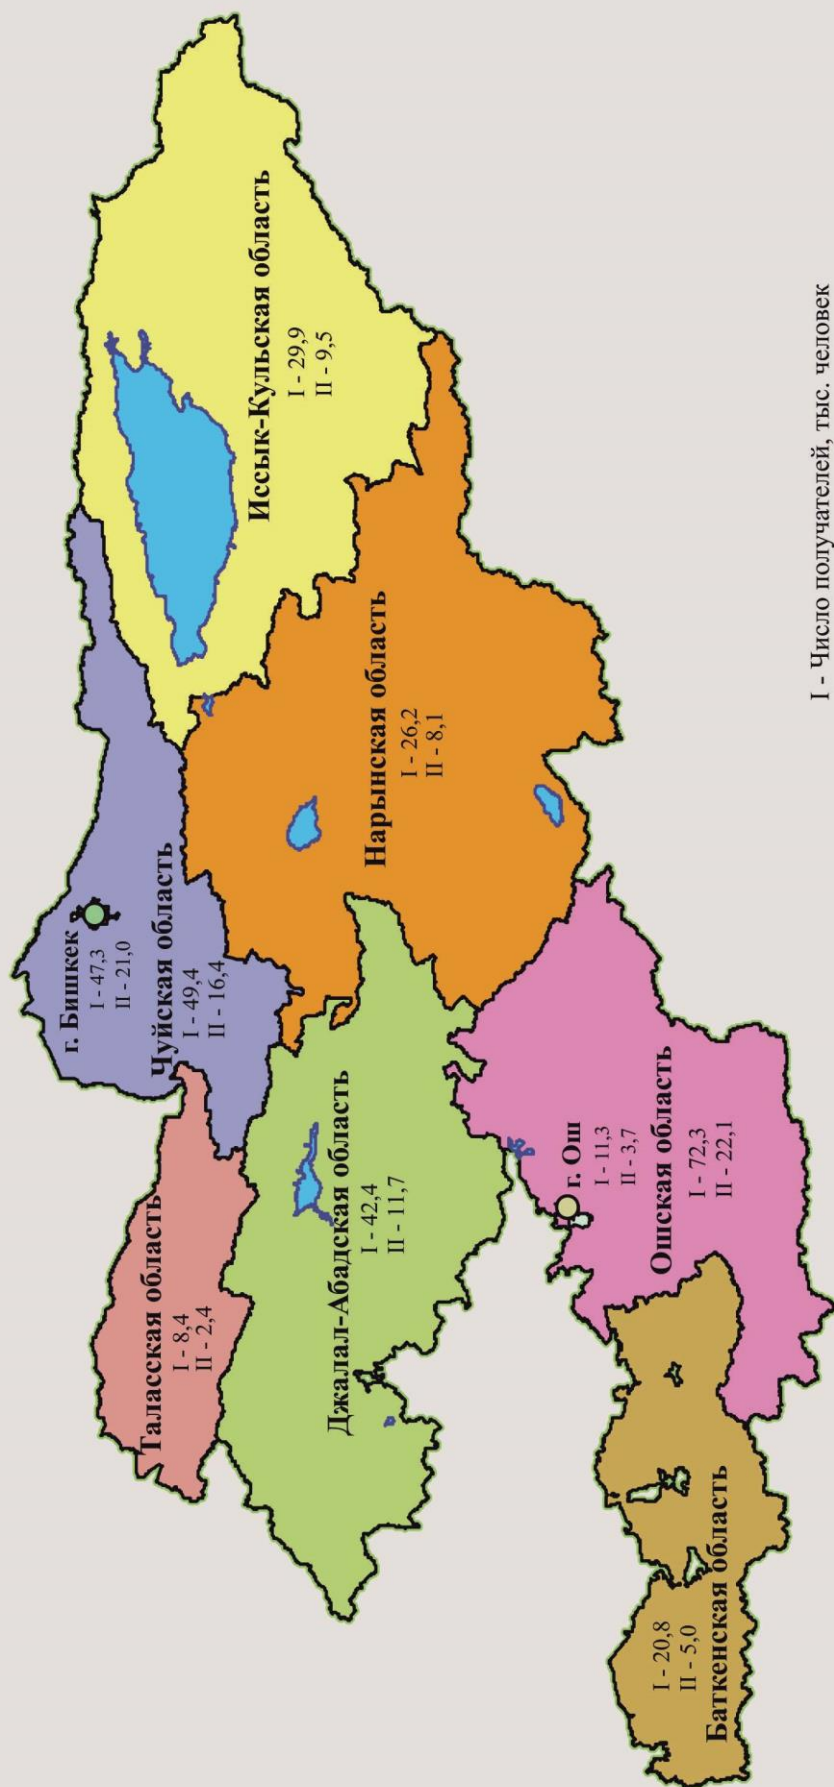 г. Бишкек
I - 47,3
II - 21,0
Чуйская область
I - 49,4
II - 16,4
Иссык-Кульская область
I - 29,9
II - 9,5
Таласская область
I - 8,4
II - 2,4
Нарынская область
I - 26,2
II - 8,1
Джалал-Абадская область
I - 42,4
II - 11,7
г. Ош
I - 11,3
II - 3,7
Ошская область
I - 72,3
II - 22,1
I - 20,8
II - 5,0
Баткенская область
I - Число получателей, тыс. человек